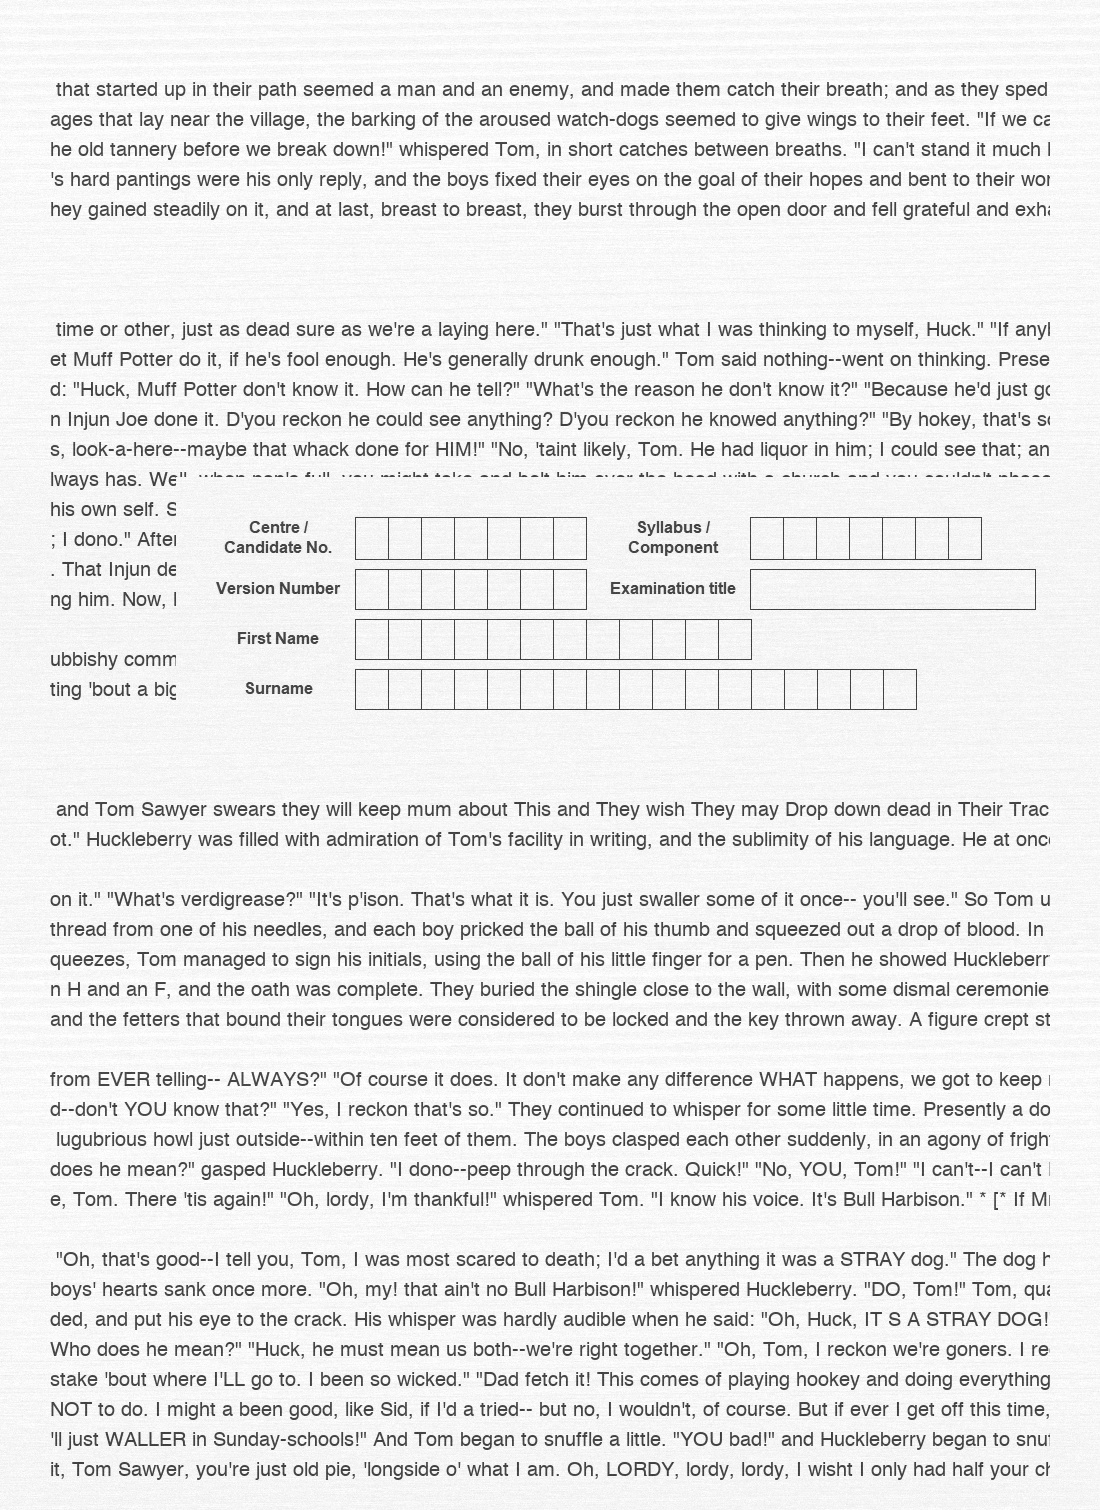 that started up in their path seemed a man and an enemy, and made them catch their breath; and as they sped
ages that lay near the village, the barking of the aroused watch-dogs seemed to give wings to their feet. "If we
he old tannery before we break down!" whispered Tom, in short catches between breaths. "I can't stand it much
's hard pantings were his only reply, and the boys fixed their eyes on the goal of their hopes and bent to their
hey gained steadily on it, and at last, breast to breast, they burst through the open door and fell grateful and
time or other, just as dead sure as we're a laying here." "That's just what I was thinking to myself, Huck." "If
et Muff Potter do it, if he's fool enough. He's generally drunk enough." Tom said nothing--went on thinking. Prese
d: "Huck, Muff Potter don't know it. How can he tell?" "What's the reason he don't know it?" "Because he'd just
n Injun Joe done it. D'you reckon he could see anything? D'you reckon he knowed anything?" "By hokey, that's
s, look-a-here--maybe that whack done for HIM!" "No, 'taint likely, Tom. He had liquor in him; I could see that; an
lways has.
his own self. S
; I dono." After
. That Injun de
ng him. Now,
ubbishy comm
ting 'bout a big
Centre /
Candidate No.
Syllabus /
Component
Version Number
Examination title
First Name
Surname
and Tom Sawyer swears they will keep mum about This and They wish They may Drop down dead in Their Trac
ot." Huckleberry was filled with admiration of Tom's facility in writing, and the sublimity of his language. He at once
on it." "What's verdigrease?" "It's p'ison. That's what it is. You just swaller some of it once-- you'll see." So Tom u
thread from one of his needles, and each boy pricked the ball of his thumb and squeezed out a drop of blood. In
queezes, Tom managed to sign his initials, using the ball of his little finger for a pen. Then he showed Huckleberr
n H and an F, and the oath was complete. They buried the shingle close to the wall, with some dismal ceremonie
and the fetters that bound their tongues were considered to be locked and the key thrown away. A figure crept st
from EVER telling-- ALWAYS?" "Of course it does. It don't make any difference WHAT happens, we got to keep
d--don't YOU know that?" "Yes, I reckon that's so." They continued to whisper for some little time. Presently a do
lugubrious howl just outside--within ten feet of them. The boys clasped each other suddenly, in an agony of
does he mean?" gasped Huckleberry. "I dono--peep through the crack. Quick!" "No, YOU, Tom!" "I can't--I can't
e, Tom. There 'tis again!" "Oh, lordy, I'm thankful!" whispered Tom. "I know his voice. It's Bull Harbison." * [* If
"Oh, that's good--I tell you, Tom, I was most scared to death; I'd a bet anything it was a STRAY dog." The dog h
boys' hearts sank once more. "Oh, my! that ain't no Bull Harbison!" whispered Huckleberry. "DO, Tom!" Tom,
ded, and put his eye to the crack. His whisper was hardly audible when he said: "Oh, Huck, IT S A STRAY DOG!
Who does he mean?" "Huck, he must mean us both--we're right together." "Oh, Tom, I reckon we're goners. I re
stake 'bout where I'LL go to. I been so wicked." "Dad fetch it! This comes of playing hookey and doing everything
NOT to do. I might a been good, like Sid, if I'd a tried-- but no, I wouldn't, of course. But if ever I get off this time,
'll just WALLER in Sunday-schools!" And Tom began to snuffle a little. "YOU bad!" and Huckleberry began to
it, Tom Sawyer, you're just old pie, 'longside o' what I am. Oh, LORDY, lordy, lordy, I wisht I only had half your